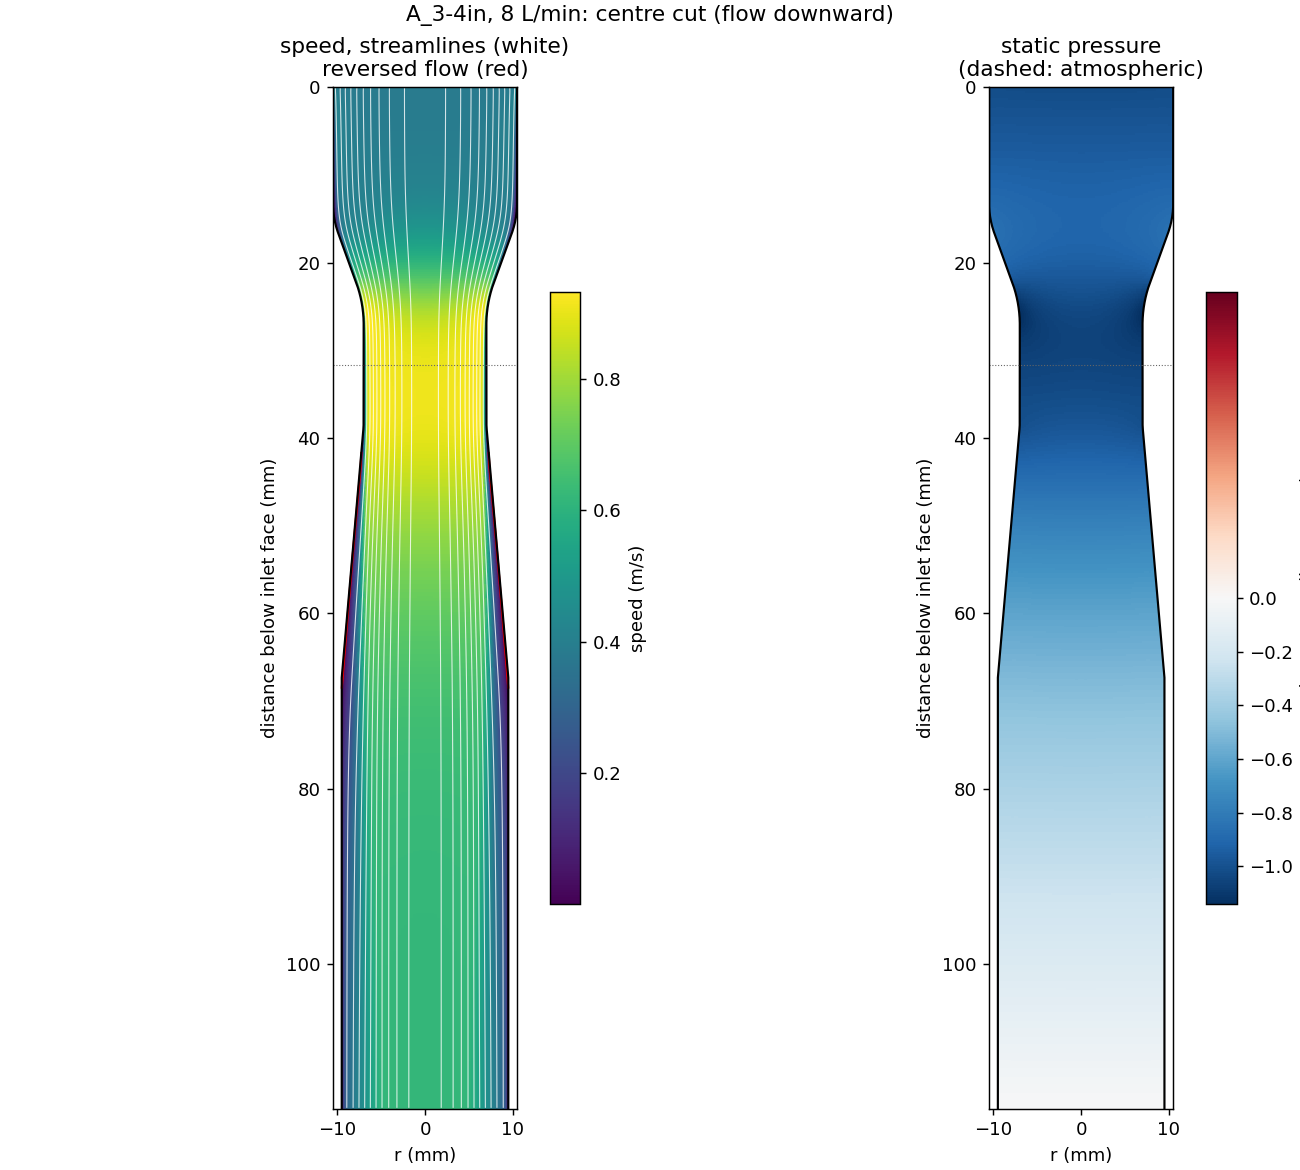 A_3-4in, 8 L/min: centre cut (flow downward)
speed, streamlines (white)
reversed flow (red)
0
20
40
60
80
100
distance below inlet face (mm)
−10
0
10
r (mm)
0.8
0.6
0.4
0.2
speed (m/s)
static pressure
(dashed: atmospheric)
0
20
40
60
80
100
distance below inlet face (mm)
−10
0
10
r (mm)
0.0
−0.2
−0.4
−0.6
−0.8
−1.0